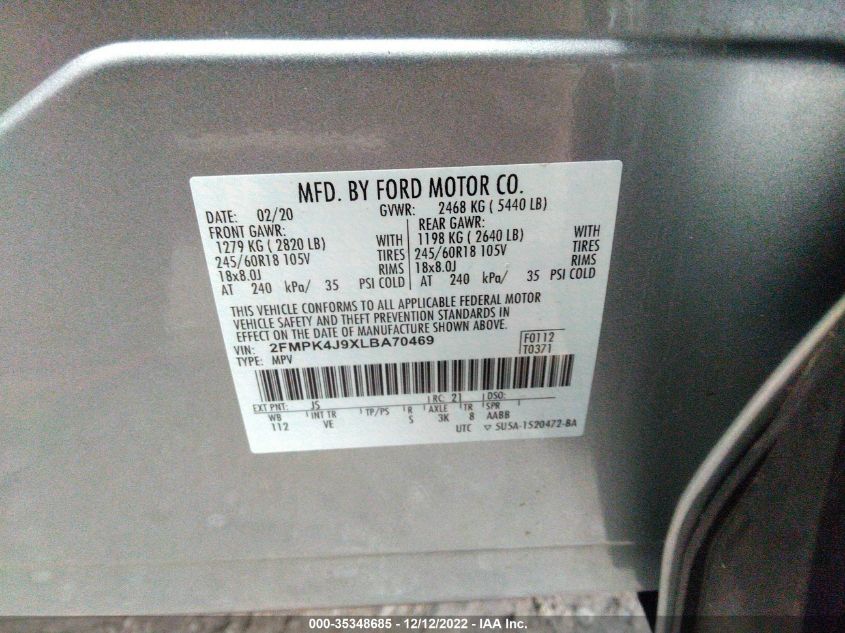 MFD. BY FORD MOTOR CO.
DATE: 02/20 GVWR: 2468 KG ( 5440 LB)
FRONT GAWR: REAR GAWR:
1279 KG ( 2820 LB) WITH 1198 KG ( 2640 LB) WITH
245/60R18 105V TIRES 245/60R18 105V TIRES
18x8.0J RIMS 18x8.0J RIMS
AT 240 kPa/ 35 PSI COLD AT 240 kPa/ 35 PSI COLD
THIS VEHICLE CONFORMS TO ALL APPLICABLE FEDERAL MOTOR
VEHICLE SAFETY AND THEFT PREVENTION STANDARDS IN
EFFECT ON THE DATE OF MANUFACTURE SHOWN ABOVE.
VIN: 2FMPK4J9XLBA70469 F0112
TYPE: MPV T0371
EXT PNT: JS RC: 21 DSO:
WB INT TR TP/PS R AXLE TR SPR
112 VE S 3K 8 AABB
UTC ▽ SU5A-1520472-BA
000-35348685 - 12/12/2022 - IAA Inc.